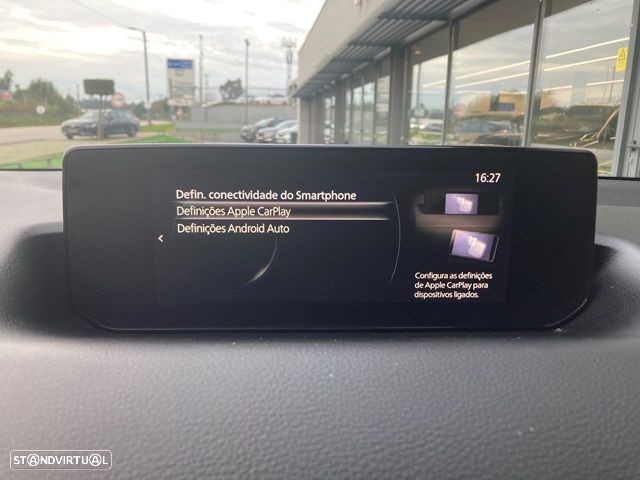 16:27
Defin. conectividade do Smartphone
Definições Apple CarPlay
Definições Android Auto
Configura as definições
de Apple CarPlay para
dispositivos ligados.
STANDVIRTUAL